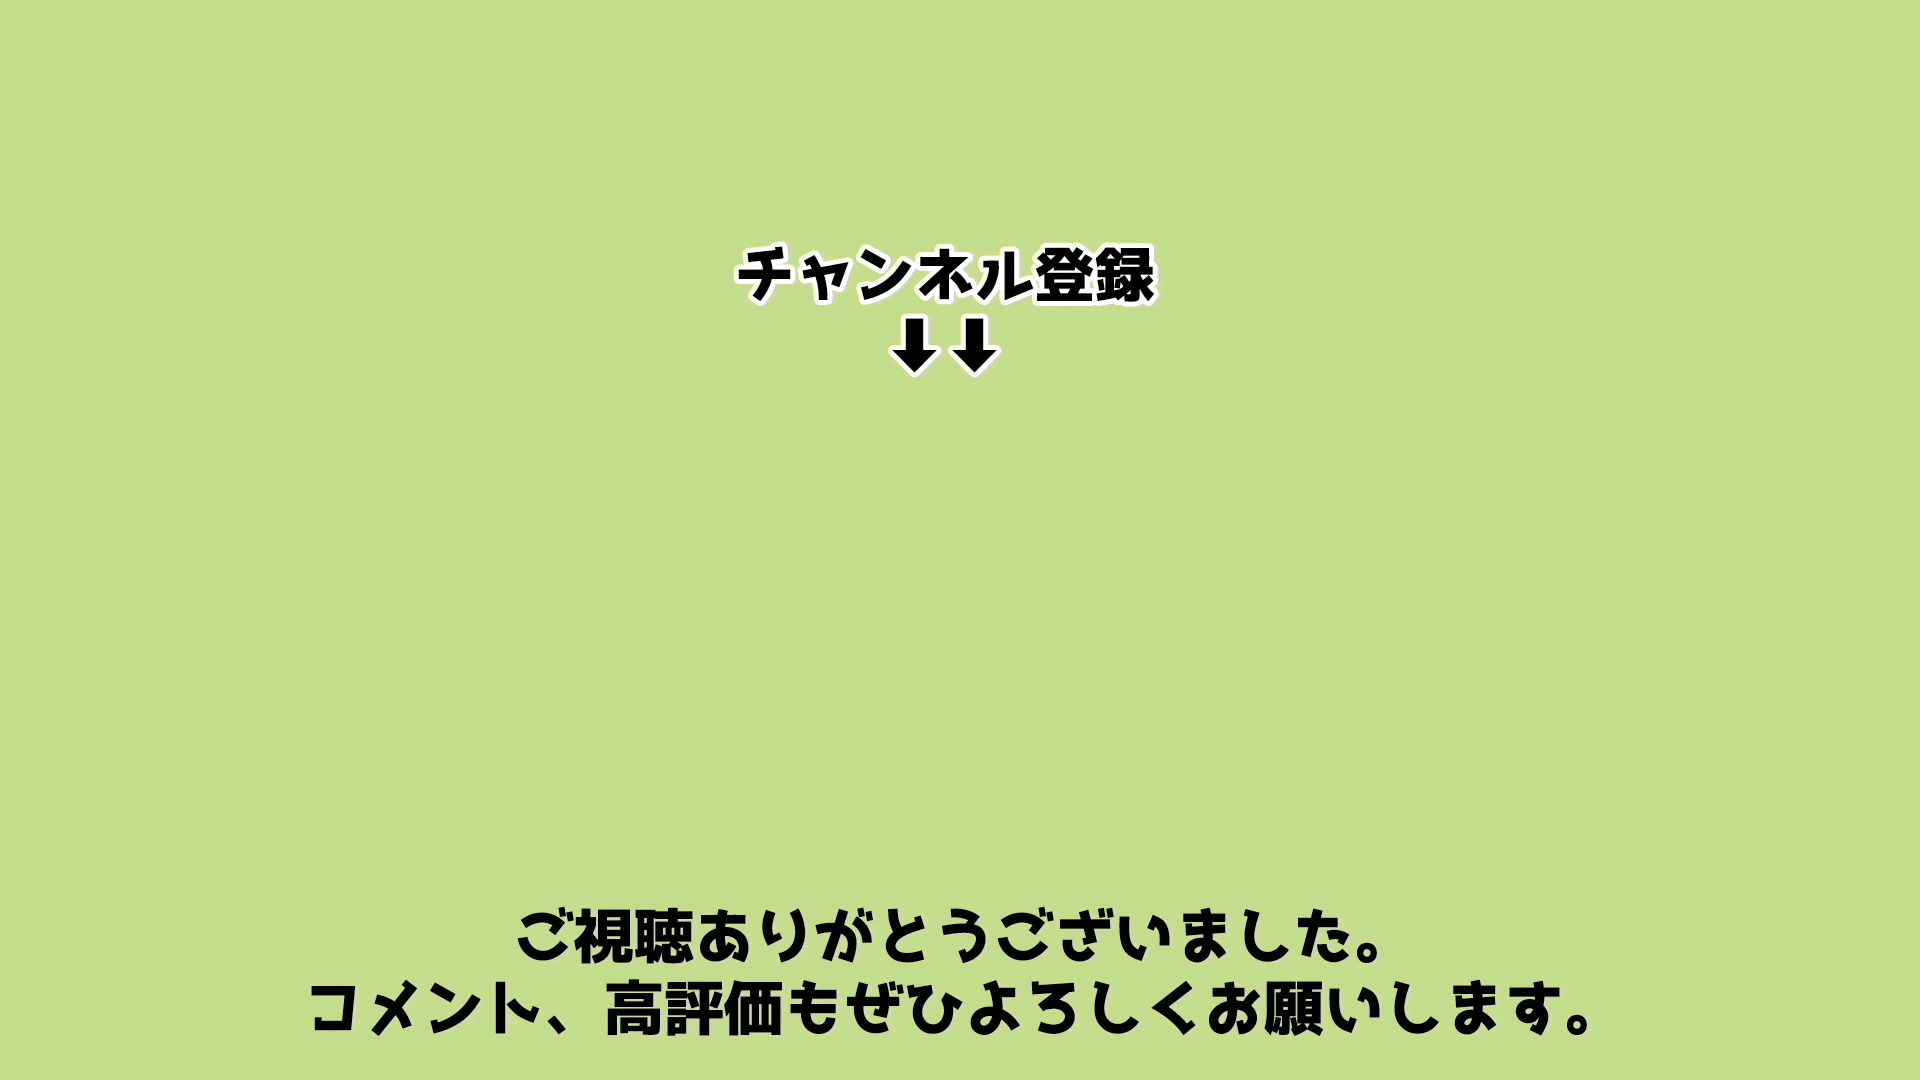 チャンネル登録
⬇⬇
ご視聴ありがとうございました。
コメント、高評価もぜひよろしくお願いします。